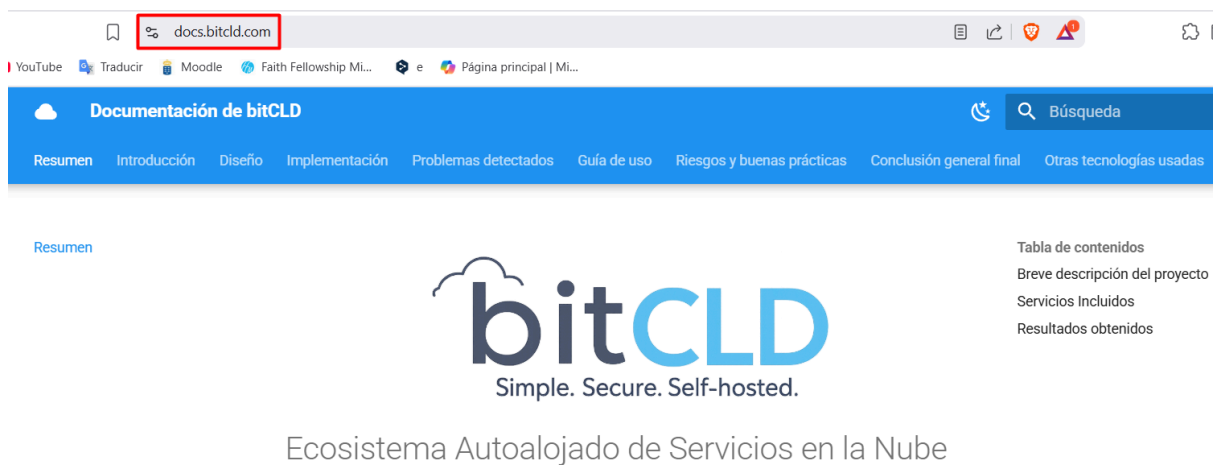 docs.bitcld.com
1
YouTube Traducir Moodle Faith Fellowship Mi... e Página principal | Mi...
Documentación de bitCLD Búsqueda
Resumen Introducción Diseño Implementación Problemas detectados Guía de uso Riesgos y buenas prácticas Conclusión general final Otras tecnologías usadas
Resumen
Tabla de contenidos
Breve descripción del proyecto
Servicios Incluidos
Resultados obtenidos
bitCLD
Simple. Secure. Self-hosted.
Ecosistema Autoalojado de Servicios en la Nube